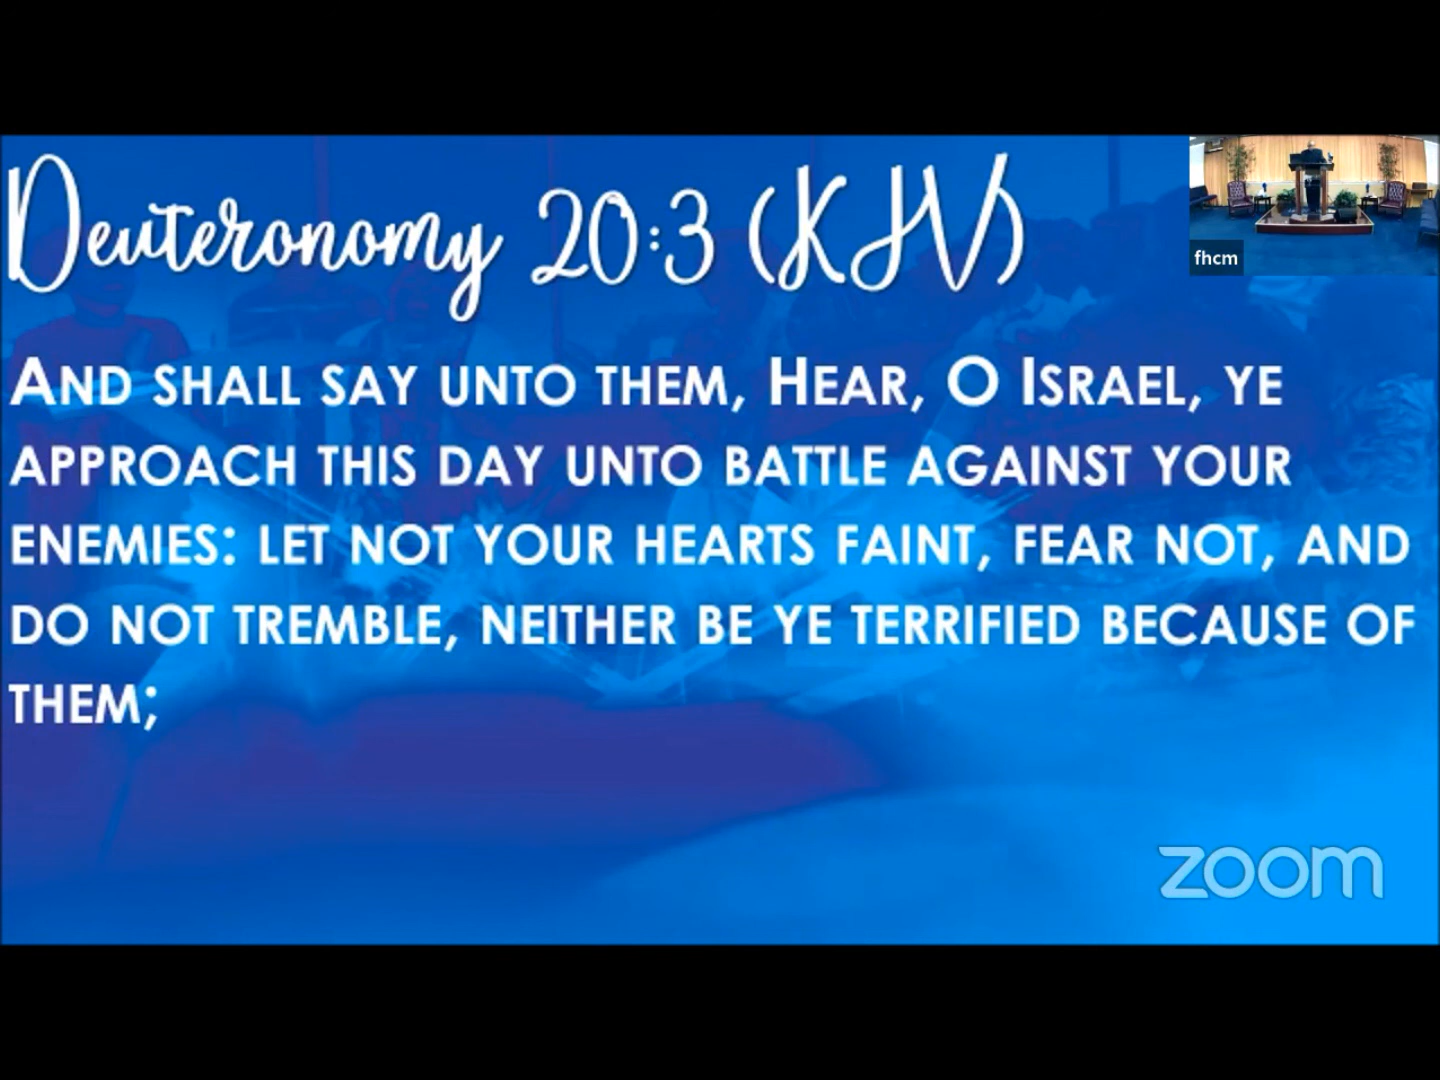 Deuteronomy 20:3 (KJV)
fhcm
AND SHALL SAY UNTO THEM, HEAR, O ISRAEL, YE
APPROACH THIS DAY UNTO BATTLE AGAINST YOUR
ENEMIES: LET NOT YOUR HEARTS FAINT, FEAR NOT, AND
DO NOT TREMBLE, NEITHER BE YE TERRIFIED BECAUSE OF
THEM;
zoom